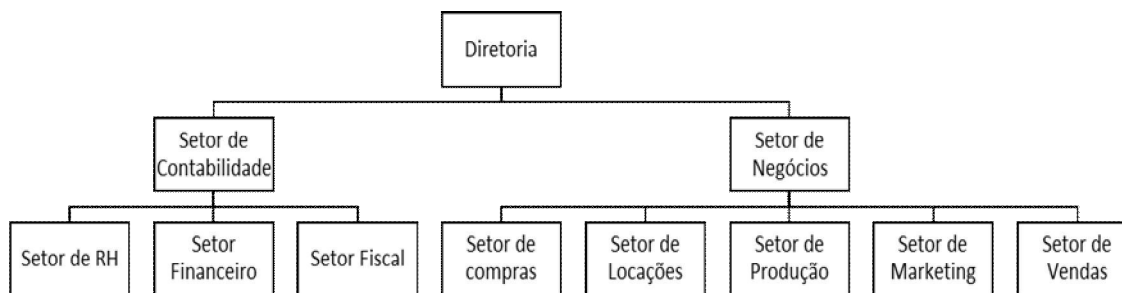 Diretoria
Setor de
Contabilidade
Setor de
Negócios
Setor de RH
Setor
Financeiro
Setor Fiscal
Setor de
compras
Setor de
Locações
Setor de
Produção
Setor de
Marketing
Setor de
Vendas